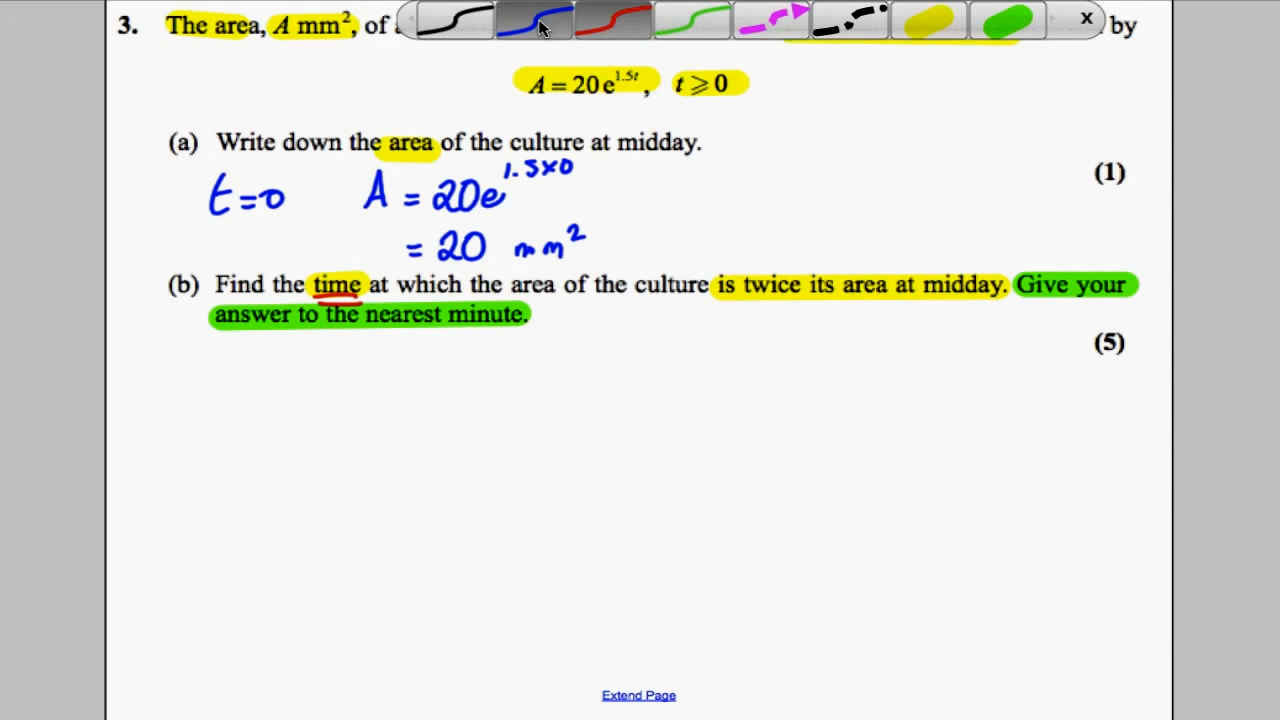 3. The area, A mm², of by
A = 20e^{1.5t}, t ⩾ 0
(a) Write down the area of the culture at midday.
(1)
t = 0 A = 20e^{1.5×0}
= 20 mm²
(b) Find the time at which the area of the culture is twice its area at midday. Give your
answer to the nearest minute.
(5)
x
Extend Page